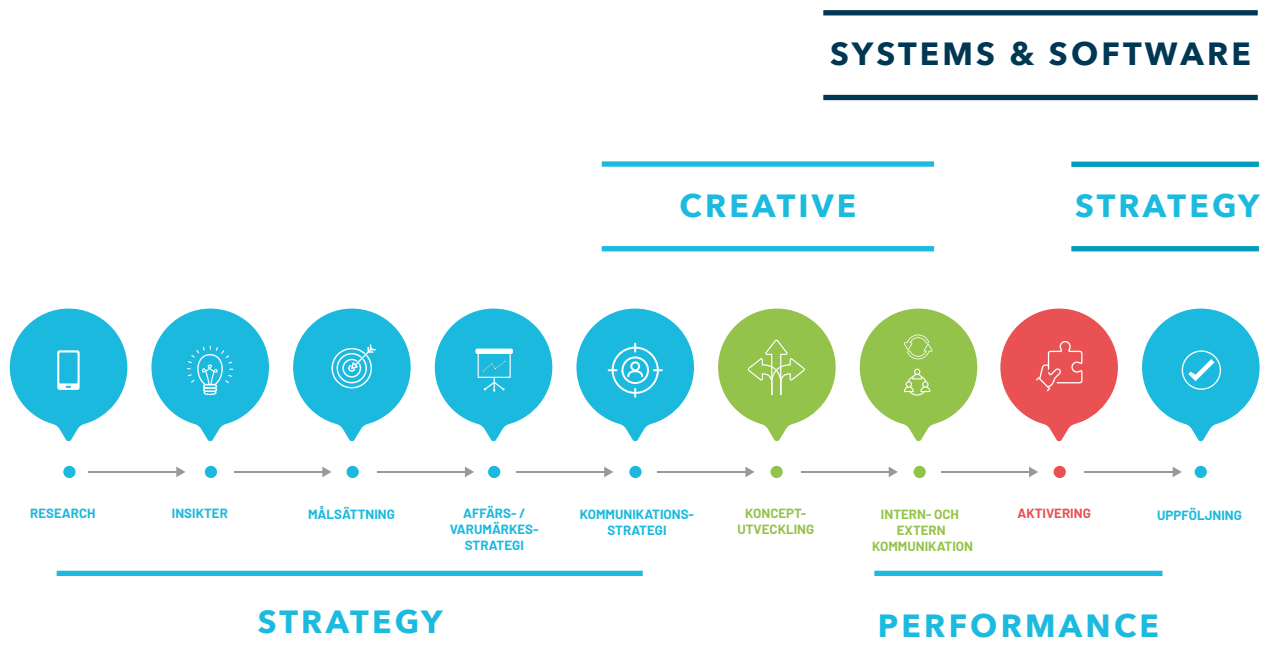 SYSTEMS & SOFTWARE
CREATIVE
STRATEGY
RESEARCH
INSIKTER
MÅLSÄTTNING
AFFÄRS- /
VARUMÄRKES-
STRATEGI
KOMMUNIKATIONS-
STRATEGI
KONCEPT-
UTVECKLING
INTERN- OCH
EXTERN
KOMMUNIKATION
AKTIVERING
UPPFÖLJNING
STRATEGY
PERFORMANCE